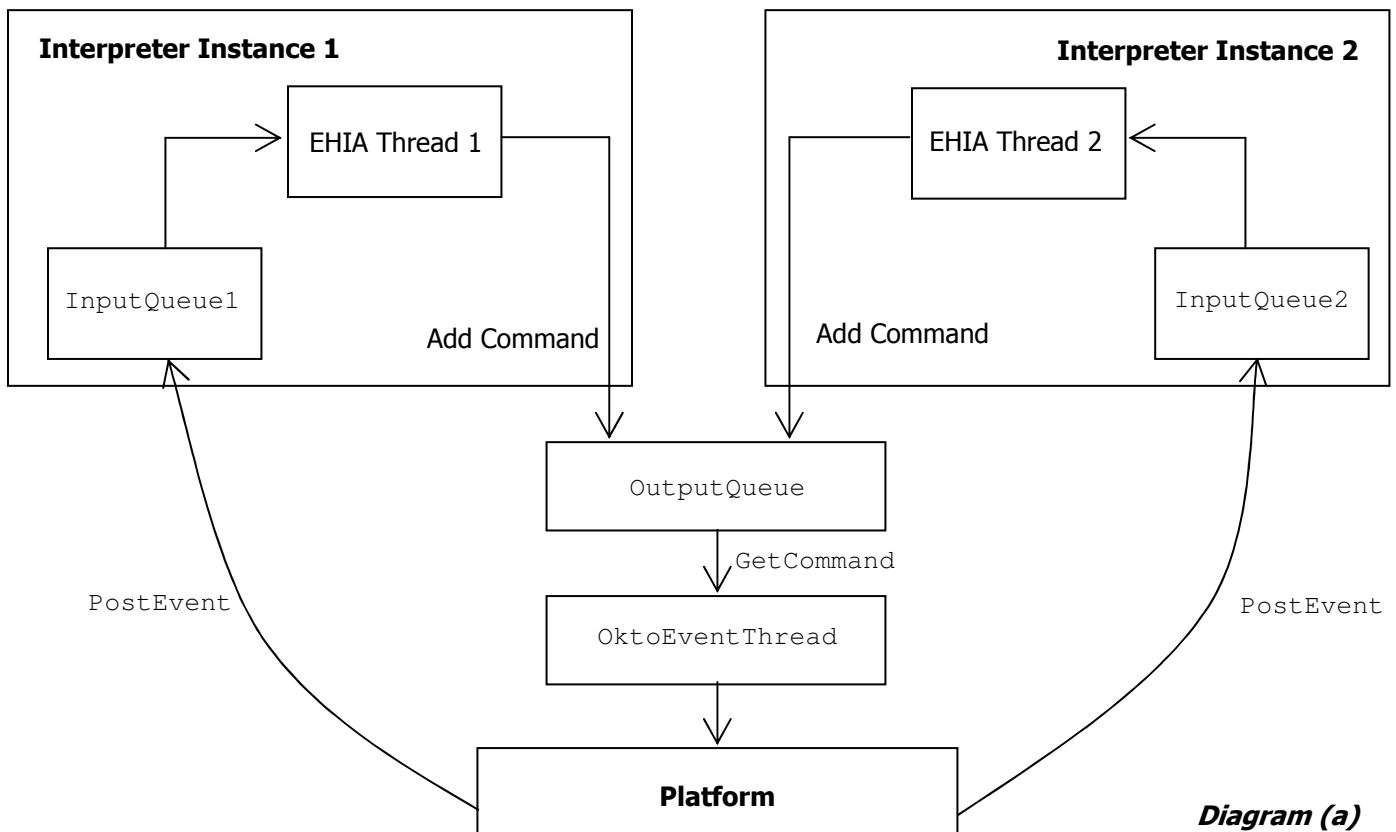 Interpreter Instance 1
Interpreter Instance 2
EHIA Thread 1
EHIA Thread 2
InputQueue1
InputQueue2
Add Command
Add Command
OutputQueue
GetCommand
PostEvent
PostEvent
OktoEventThread
Platform
Diagram (a)